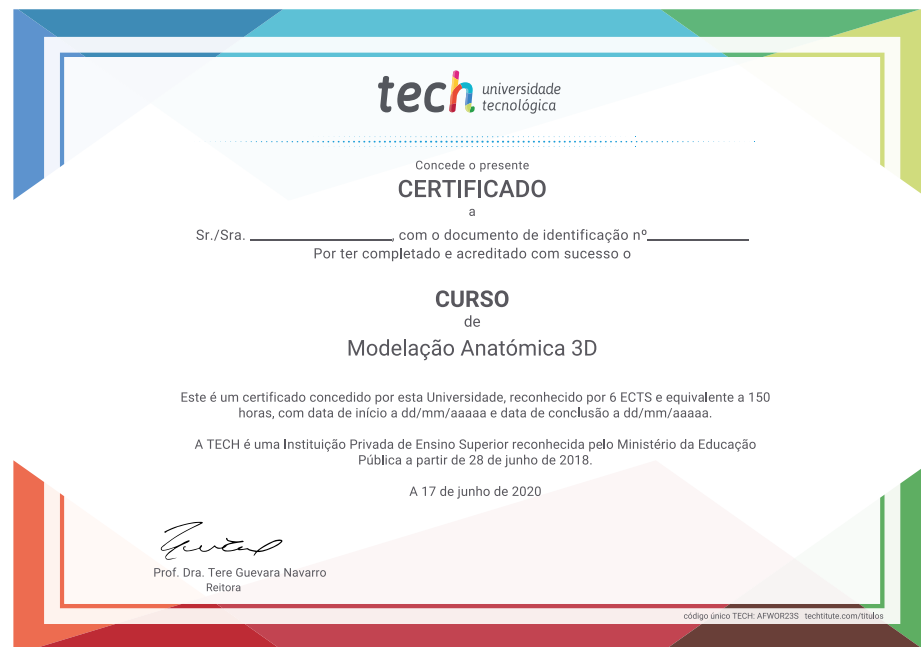 tech universidade
tecnológica
Concede o presente
CERTIFICADO
a
Sr./Sra. ________________, com o documento de identificação nº____________
Por ter completado e acreditado com sucesso o
CURSO
de
Modelação Anatómica 3D
Este é um certificado concedido por esta Universidade, reconhecido por 6 ECTS e equivalente a 150
horas, com data de início a dd/mm/aaaaa e data de conclusão a dd/mm/aaaaa.
A TECH é uma Instituição Privada de Ensino Superior reconhecida pelo Ministério da Educação
Pública a partir de 28 de junho de 2018.
A 17 de junho de 2020
Prof. Dra. Tere Guevara Navarro
Reitora
código único TECH: AFWOR23S techtitute.com/titulos